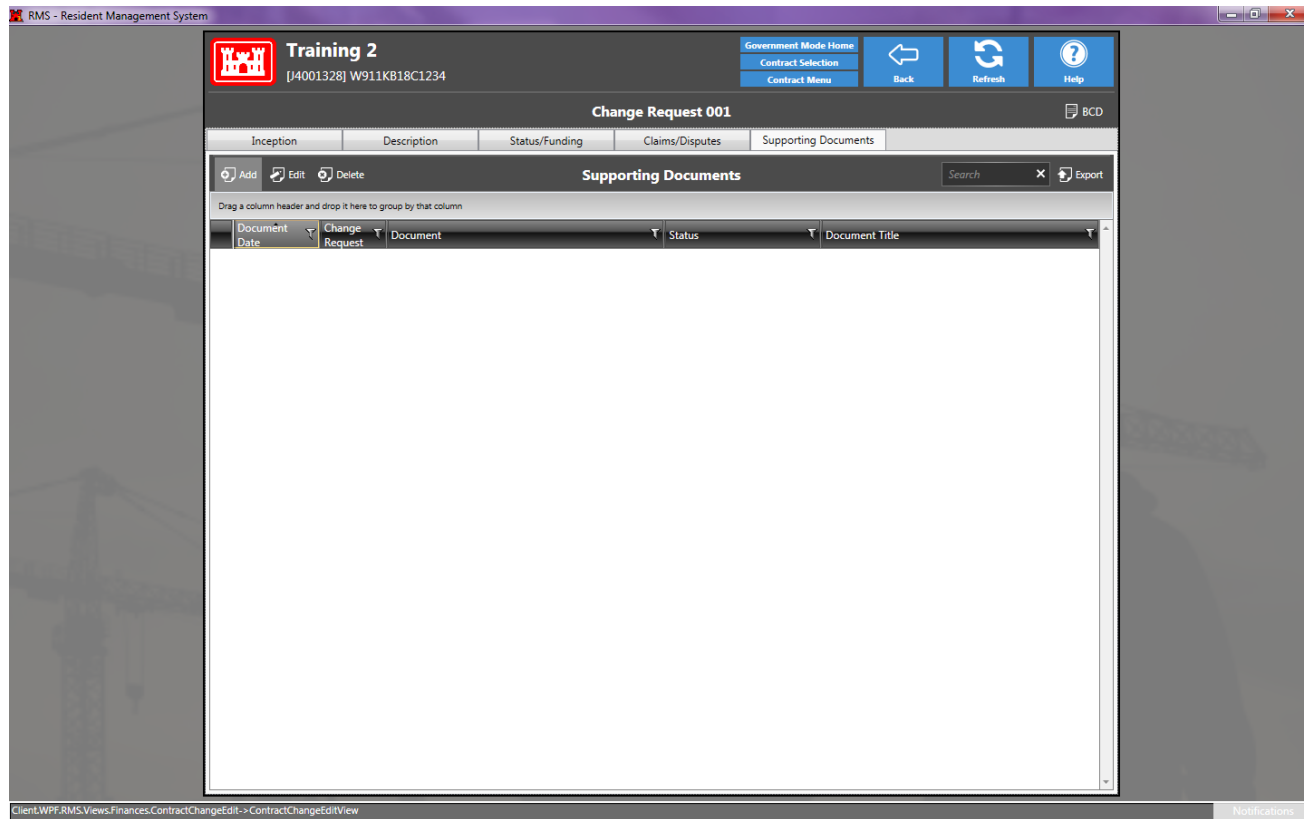 RMS - Resident Management System
Training 2
[J4001328] W911KB18C1234
Government Mode Home
Contract Selection
Contract Menu
Back
Refresh
Help
Change Request 001
BCD
Inception
Description
Status/Funding
Claims/Disputes
Supporting Documents
Add
Edit
Delete
Supporting Documents
Search
Export
Drag a column header and drop it here to group by that column
Document
Date
Change
Request
Document
Status
Document Title
Client.WPF.RMS.Views.Finances.ContractChangeEdit->ContractChangeEditView
Notifications